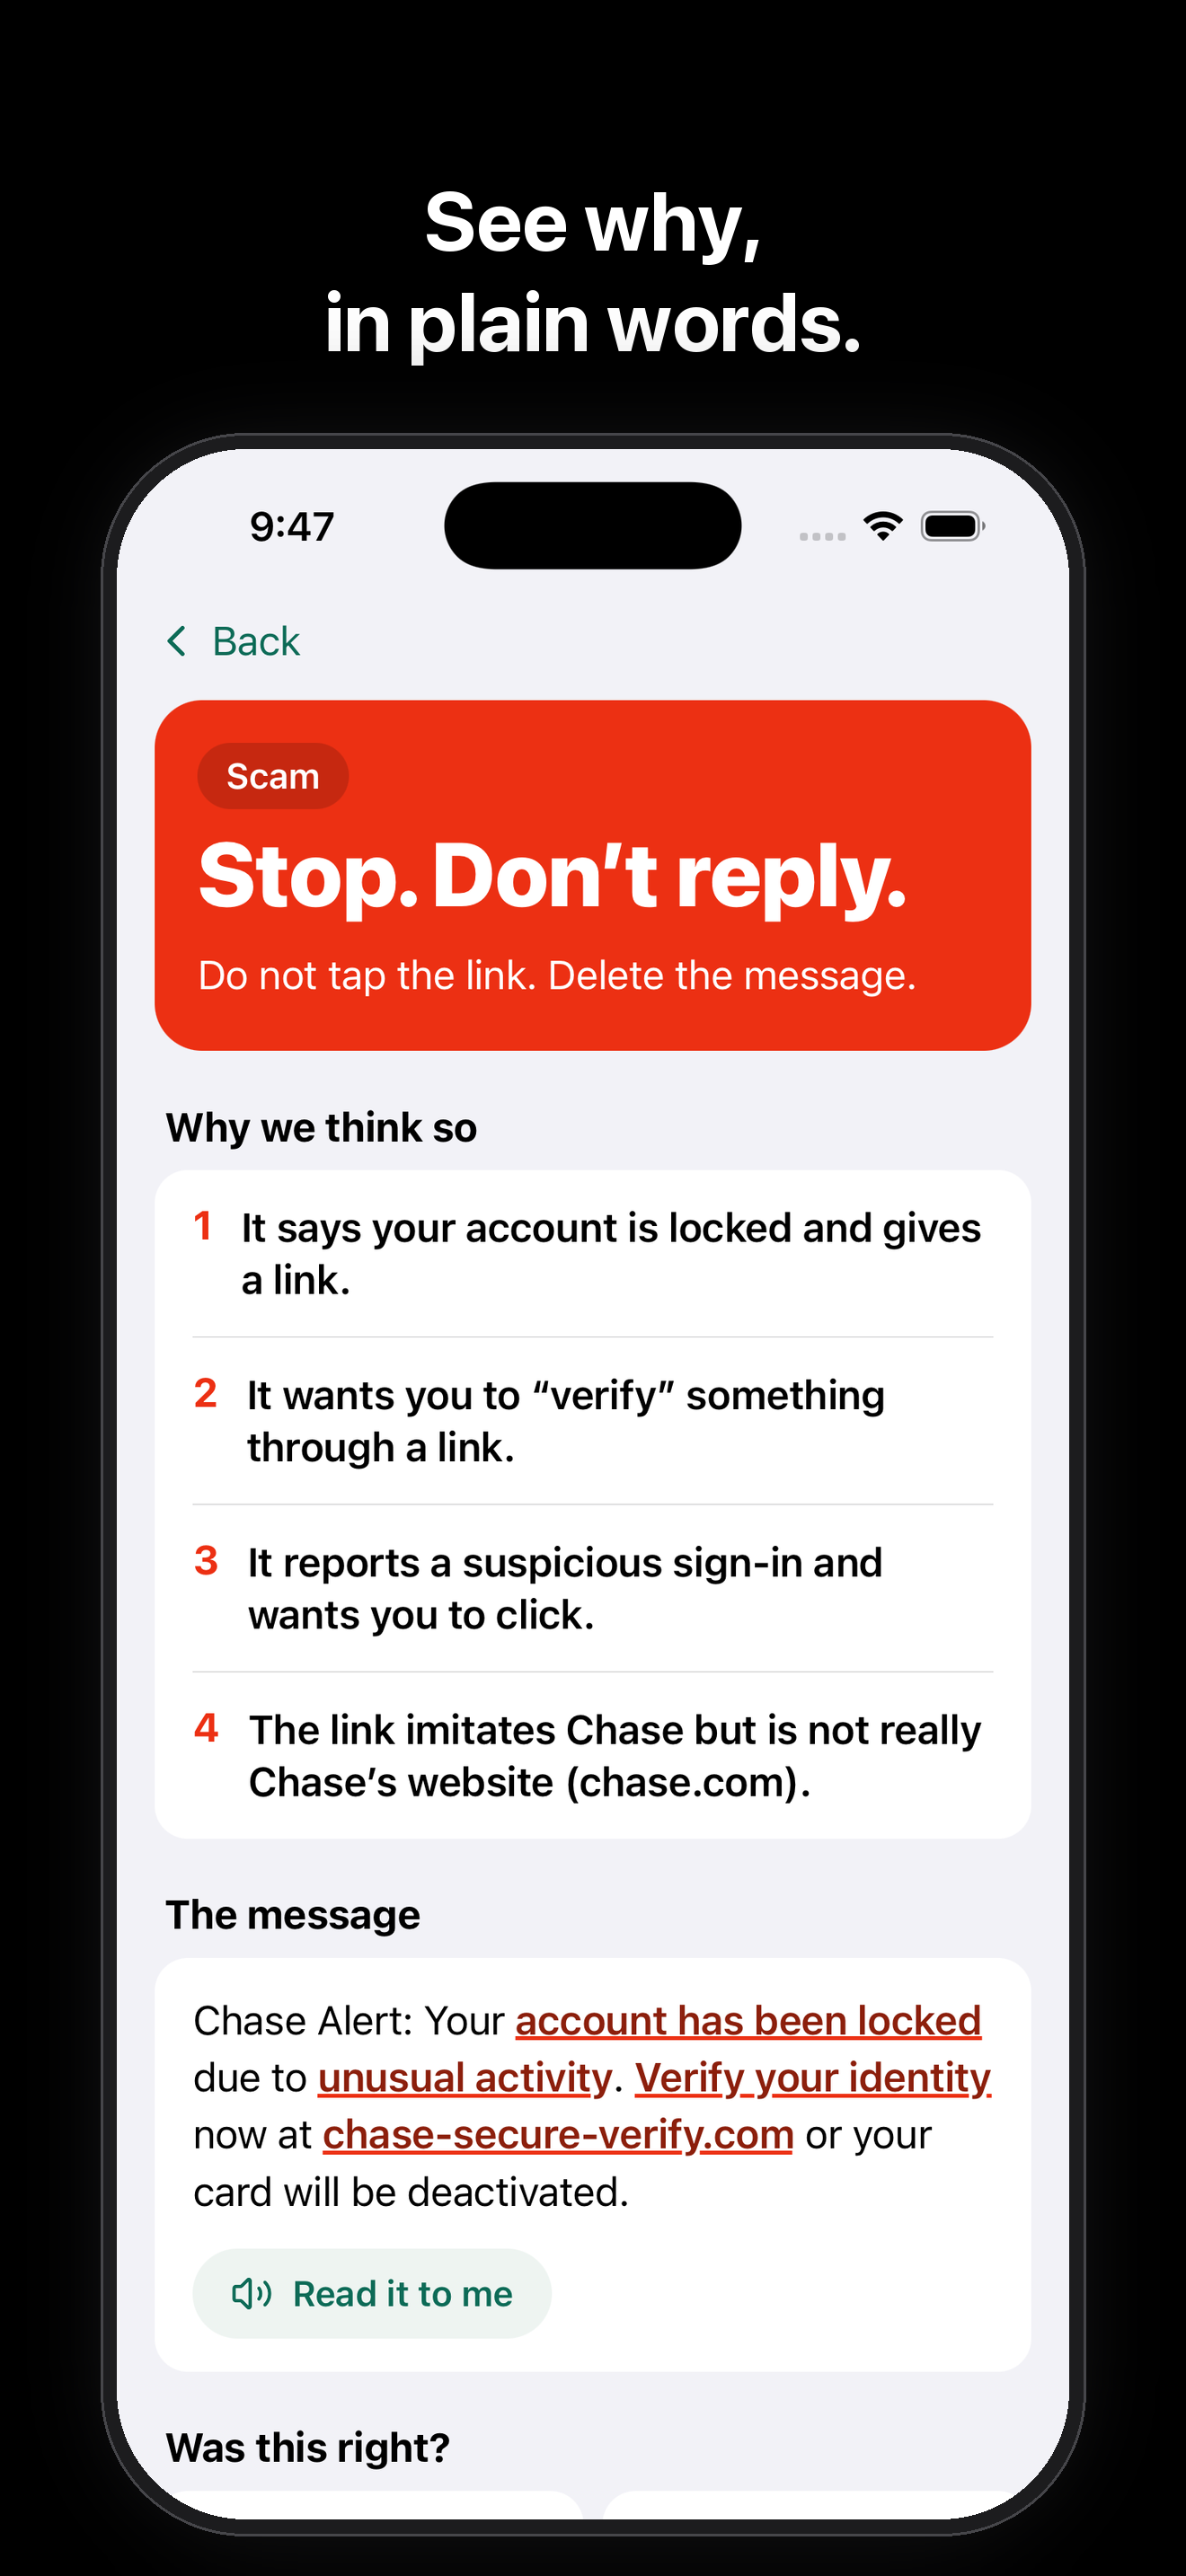 See why,
in plain words.
9:47
Back
Scam
Stop. Don’t reply.
Do not tap the link. Delete the message.
Why we think so
1 It says your account is locked and gives
a link.
2 It wants you to “verify” something
through a link.
3 It reports a suspicious sign-in and
wants you to click.
4 The link imitates Chase but is not really
Chase’s website (chase.com).
The message
Chase Alert: Your account has been locked
due to unusual activity. Verify your identity
now at chase-secure-verify.com or your
card will be deactivated.
Read it to me
Was this right?